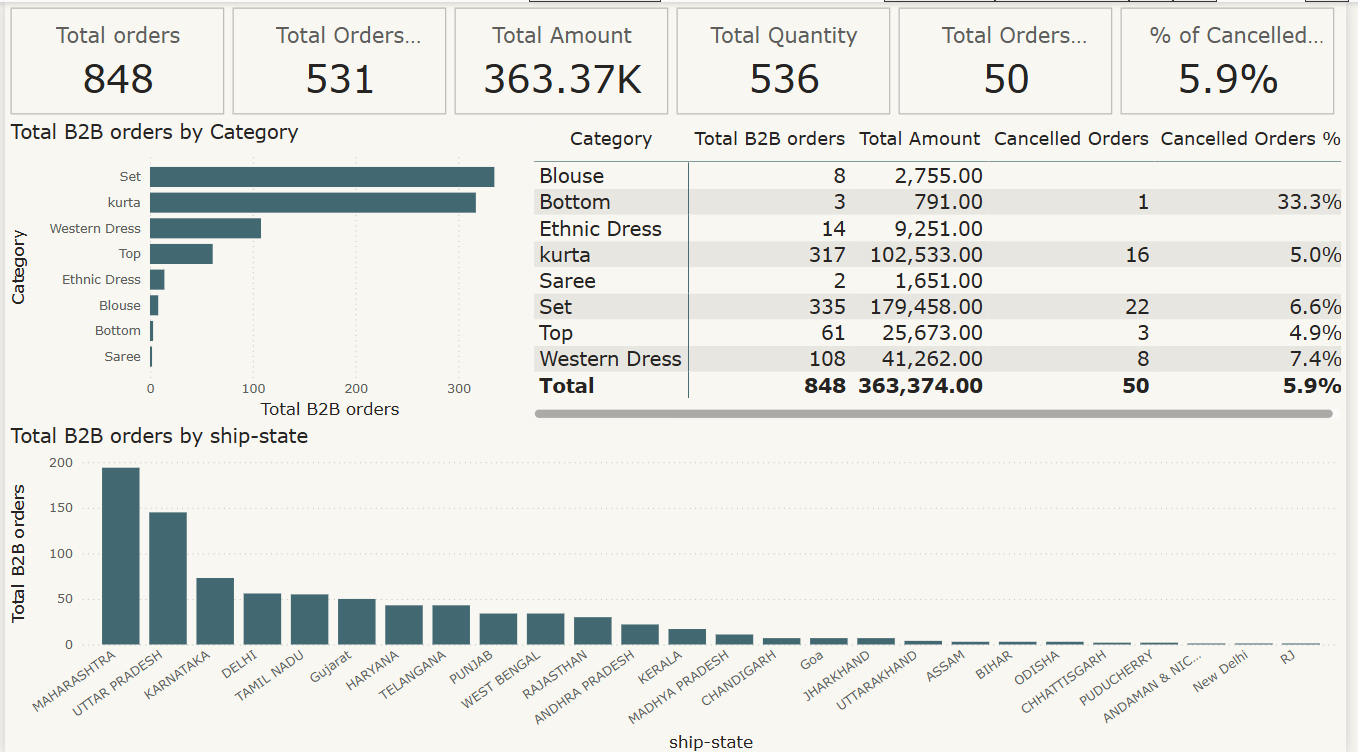 Total orders
848
Total Orders...
531
Total Amount
363.37K
Total Quantity
536
Total Orders...
50
% of Cancelled...
5.9%
Total B2B orders by Category
Category
Set
kurta
Western Dress
Top
Ethnic Dress
Blouse
Bottom
Saree
0 100 200 300
Total B2B orders
Category Total B2B orders Total Amount Cancelled Orders Cancelled Orders %
Blouse 8 2,755.00
Bottom 3 791.00 1 33.3%
Ethnic Dress 14 9,251.00
kurta 317 102,533.00 16 5.0%
Saree 2 1,651.00
Set 335 179,458.00 22 6.6%
Top 61 25,673.00 3 4.9%
Western Dress 108 41,262.00 8 7.4%
Total 848 363,374.00 50 5.9%
Total B2B orders by ship-state
Total B2B orders
200
150
100
50
0
MAHARASHTRA
UTTAR PRADESH
KARNATAKA
DELHI
TAMIL NADU
Gujarat
HARYANA
TELANGANA
PUNJAB
WEST BENGAL
RAJASTHAN
ANDHRA PRADESH
KERALA
MADHYA PRADESH
CHANDIGARH
Goa
JHARKHAND
UTTARAKHAND
ASSAM
BIHAR
ODISHA
CHHATTISGARH
PUDUCHERRY
ANDAMAN & NIC...
New Delhi
RJ
ship-state